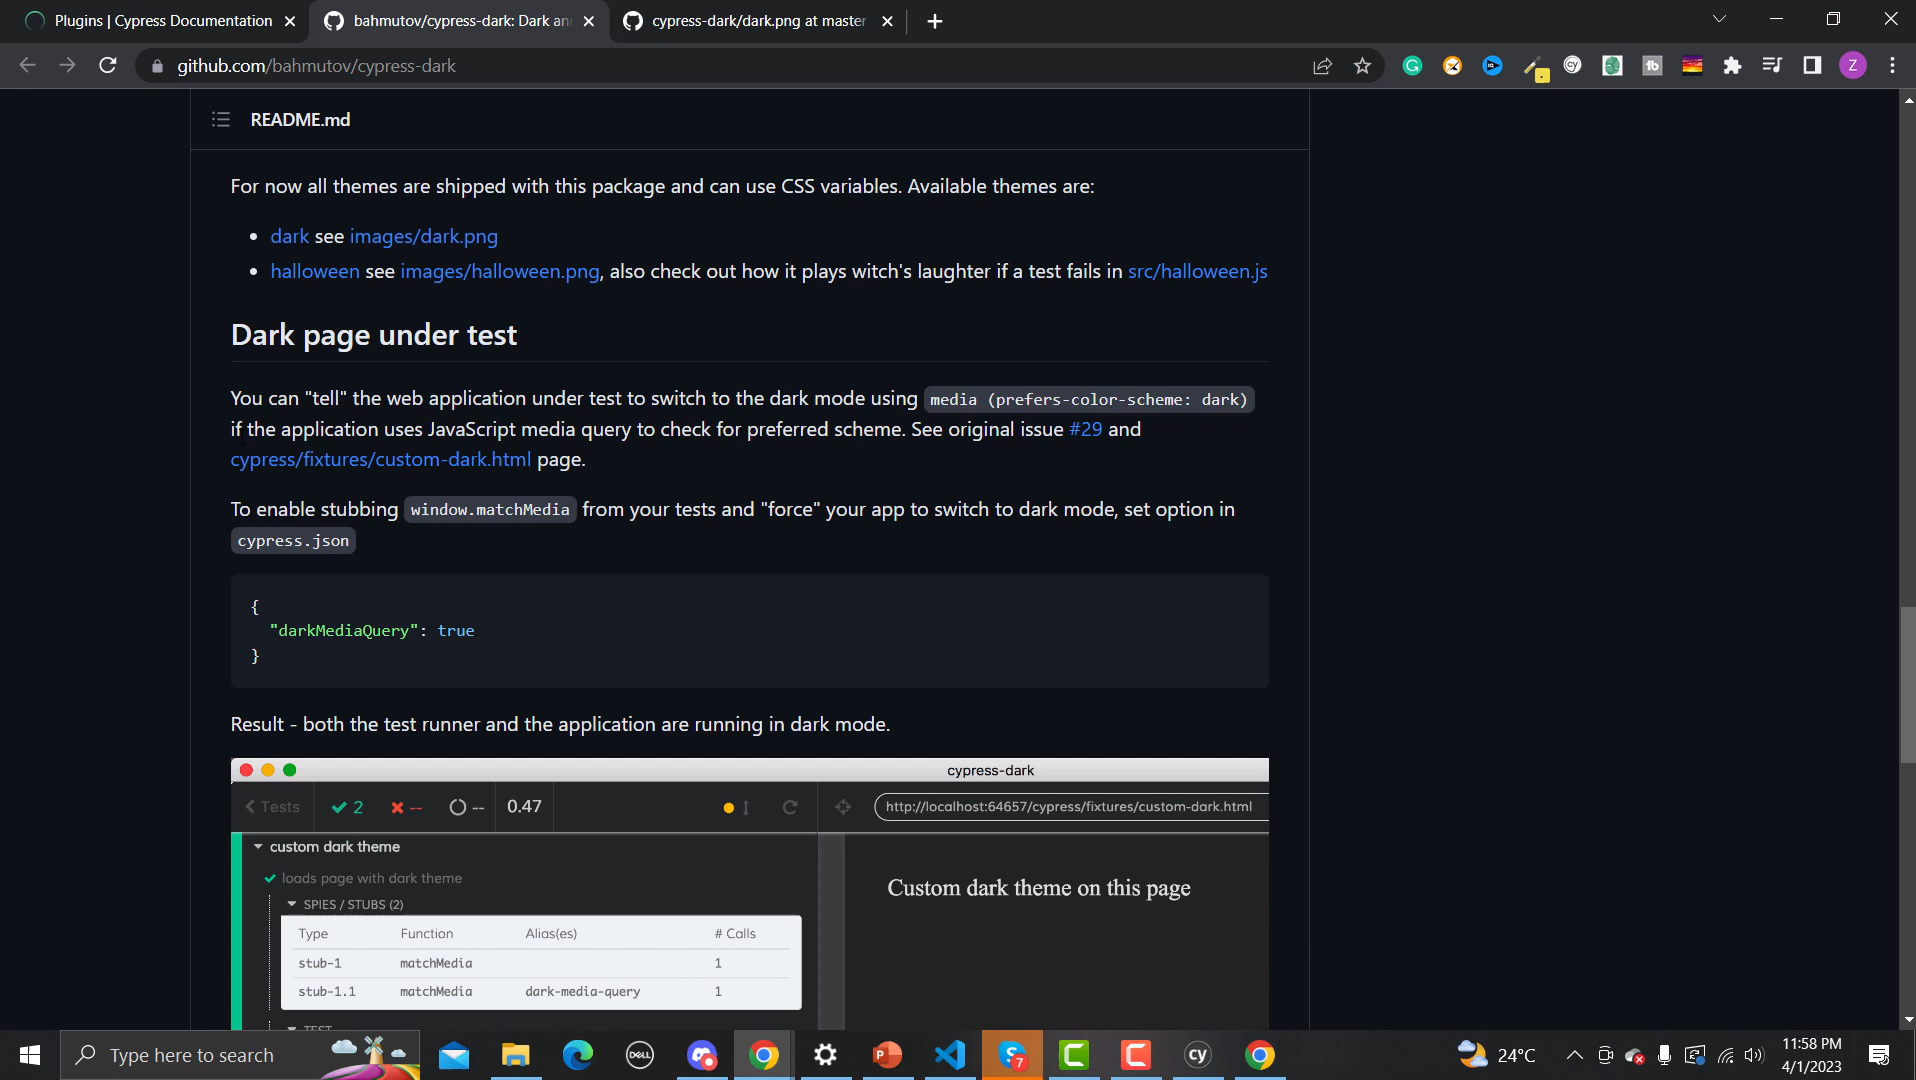 Plugins | Cypress Documentation
bahmutov/cypress-dark: Dark an
cypress-dark/dark.png at master
github.com/bahmutov/cypress-dark
Z
README.md
For now all themes are shipped with this package and can use CSS variables. Available themes are:
dark see images/dark.png
halloween see images/halloween.png, also check out how it plays witch's laughter if a test fails in src/halloween.js
Dark page under test
You can "tell" the web application under test to switch to the dark mode using media (prefers-color-scheme: dark)
if the application uses JavaScript media query to check for preferred scheme. See original issue #29 and
cypress/fixtures/custom-dark.html page.
To enable stubbing window.matchMedia from your tests and "force" your app to switch to dark mode, set option in
cypress.json
{
"darkMediaQuery": true
}
Result - both the test runner and the application are running in dark mode.
cypress-dark
Tests
2
--
--
0.47
http://localhost:64657/cypress/fixtures/custom-dark.html
custom dark theme
loads page with dark theme
SPIES / STUBS (2)
Type Function Alias(es) # Calls
stub-1 matchMedia 1
stub-1.1 matchMedia dark-media-query 1
TEST
Custom dark theme on this page
Type here to search
DELL
7
cy
24°C
11:58 PM
4/1/2023